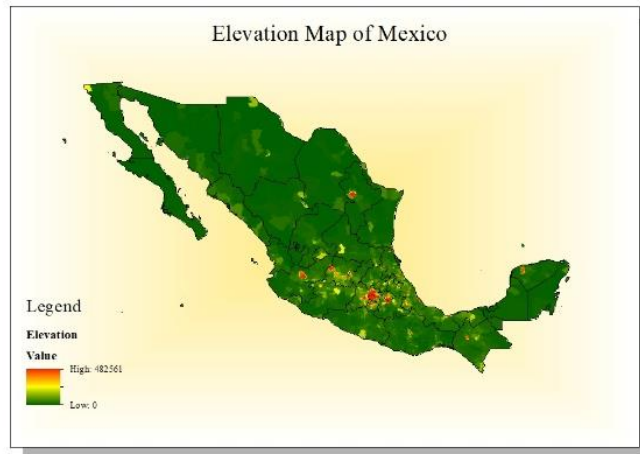 Elevation Map of Mexico
Legend
Elevation
Value
High: 482561
Low: 0